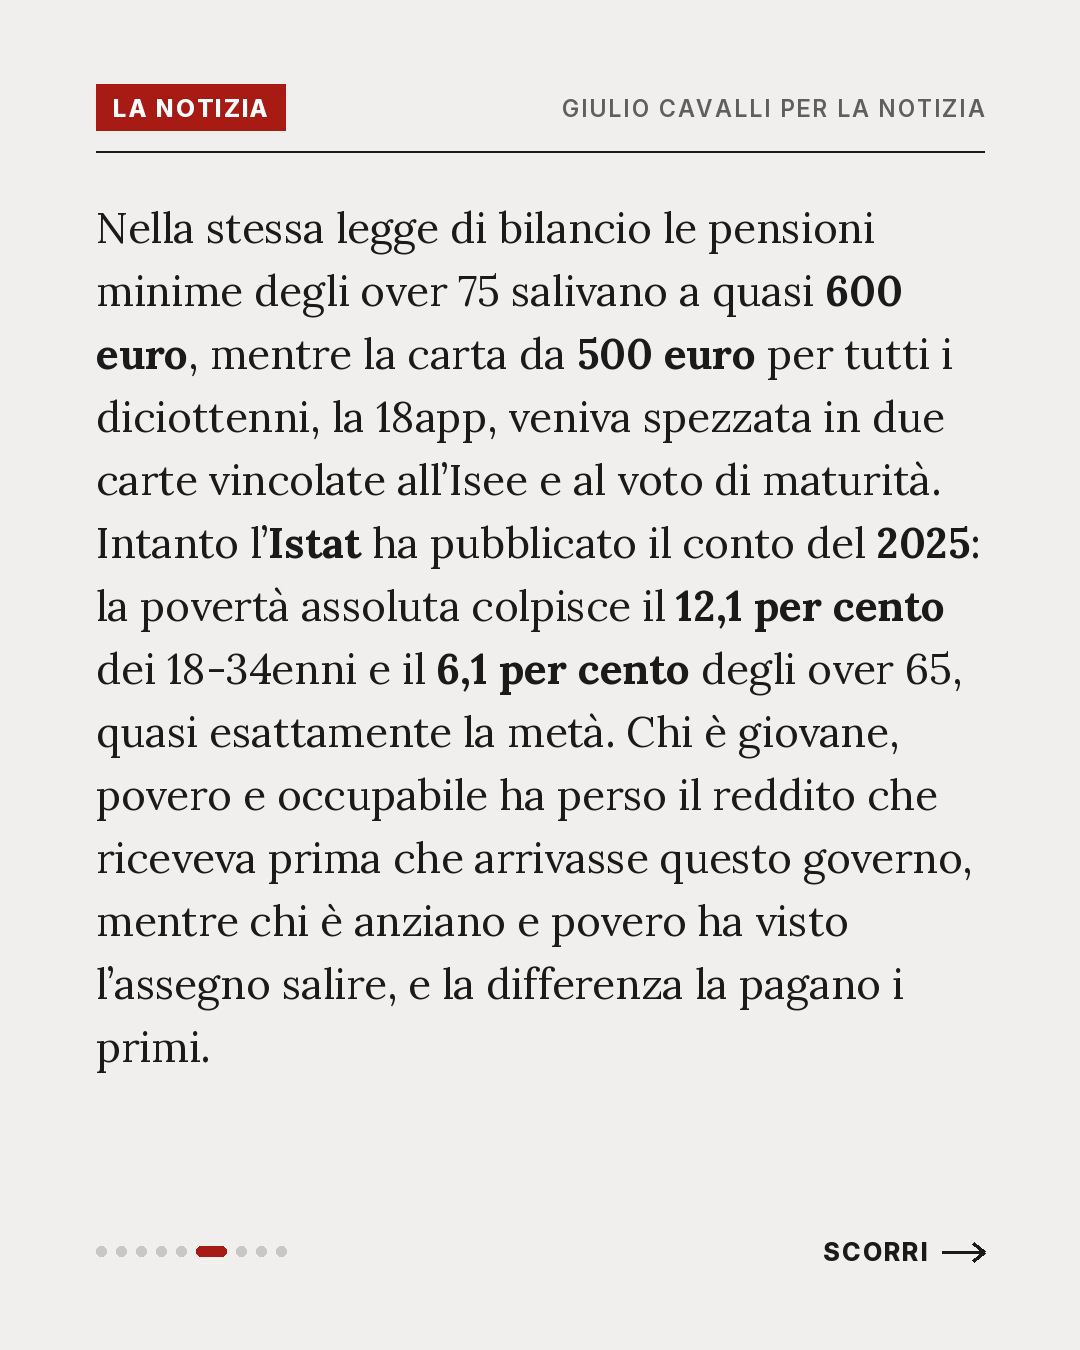 LA NOTIZIA
GIULIO CAVALLI PER LA NOTIZIA
Nella stessa legge di bilancio le pensioni
minime degli over 75 salivano a quasi 600
euro, mentre la carta da 500 euro per tutti i
diciottenni, la 18app, veniva spezzata in due
carte vincolate all’Isee e al voto di maturità.
Intanto l’Istat ha pubblicato il conto del 2025:
la povertà assoluta colpisce il 12,1 per cento
dei 18-34enni e il 6,1 per cento degli over 65,
quasi esattamente la metà. Chi è giovane,
povero e occupabile ha perso il reddito che
riceveva prima che arrivasse questo governo,
mentre chi è anziano e povero ha visto
l’assegno salire, e la differenza la pagano i
primi.
SCORRI